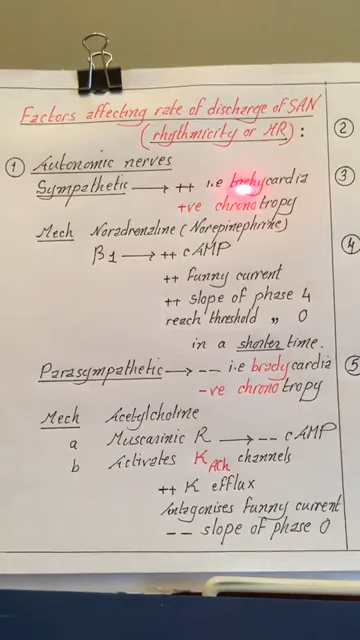 Factors affecting rate of discharge of SAN
(rhythmicity or HR) :
① Autonomic nerves
Sympathetic → ++ i.e tachycardia
+ve chronotropy
Mech Noradrenaline (Norepinephrine)
β1 → ++ cAMP
++ funny current
++ slope of phase 4
reach threshold „ 0
in a shorter time.
Parasympathetic → -- i.e bradycardia
-ve chronotropy
Mech Acetylcholine
a Muscarinic R → -- cAMP
b Activates K ACh channels
++ K efflux
Antagonises funny current
-- slope of phase 0
②
③
④
⑤